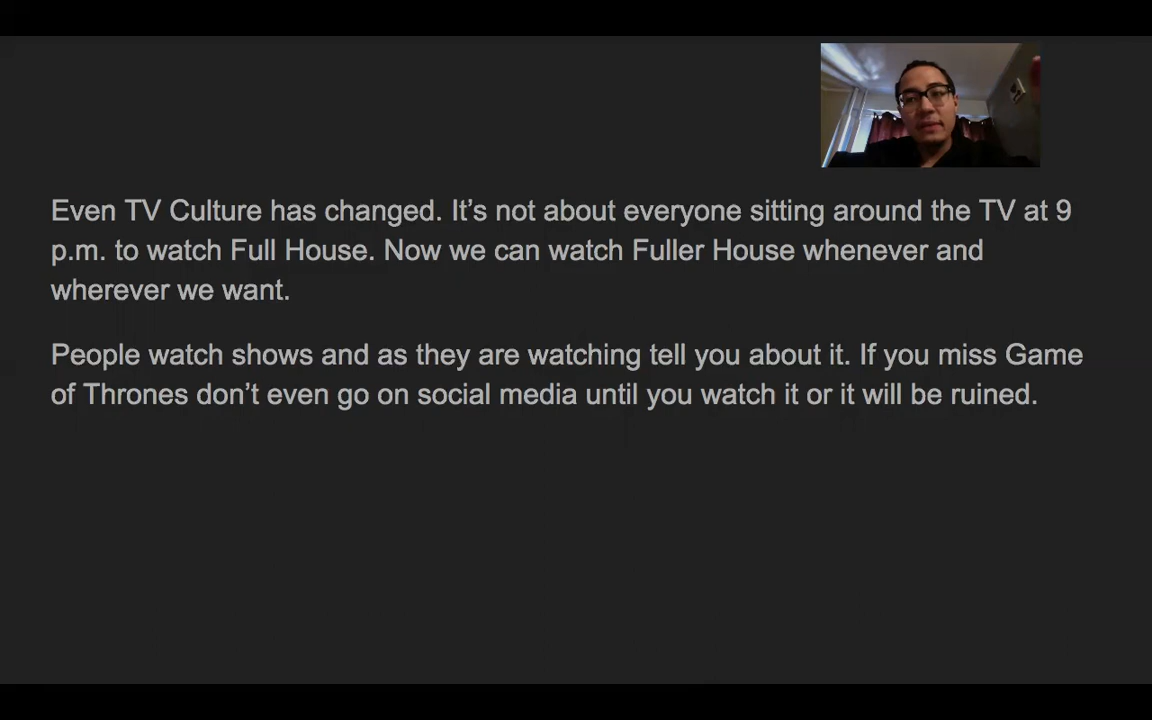 Even TV Culture has changed. It’s not about everyone sitting around the TV at 9
p.m. to watch Full House. Now we can watch Fuller House whenever and
wherever we want.
People watch shows and as they are watching tell you about it. If you miss Game
of Thrones don’t even go on social media until you watch it or it will be ruined.